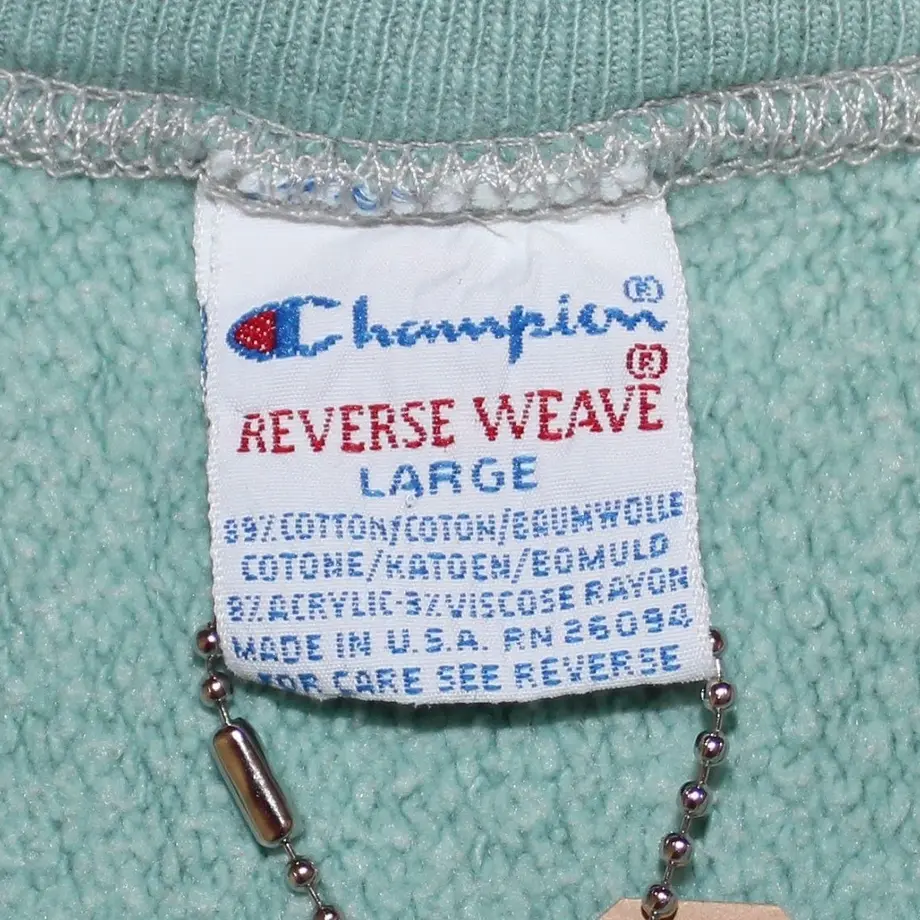 Champion®
REVERSE WEAVE®
LARGE
89% COTTON/COTON/BAUMWOLLE
COTONE/KATOEN/BOMULD
8% ACRYLIC-3% VISCOSE RAYON
MADE IN U.S.A. RN 26094
FOR CARE SEE REVERSE